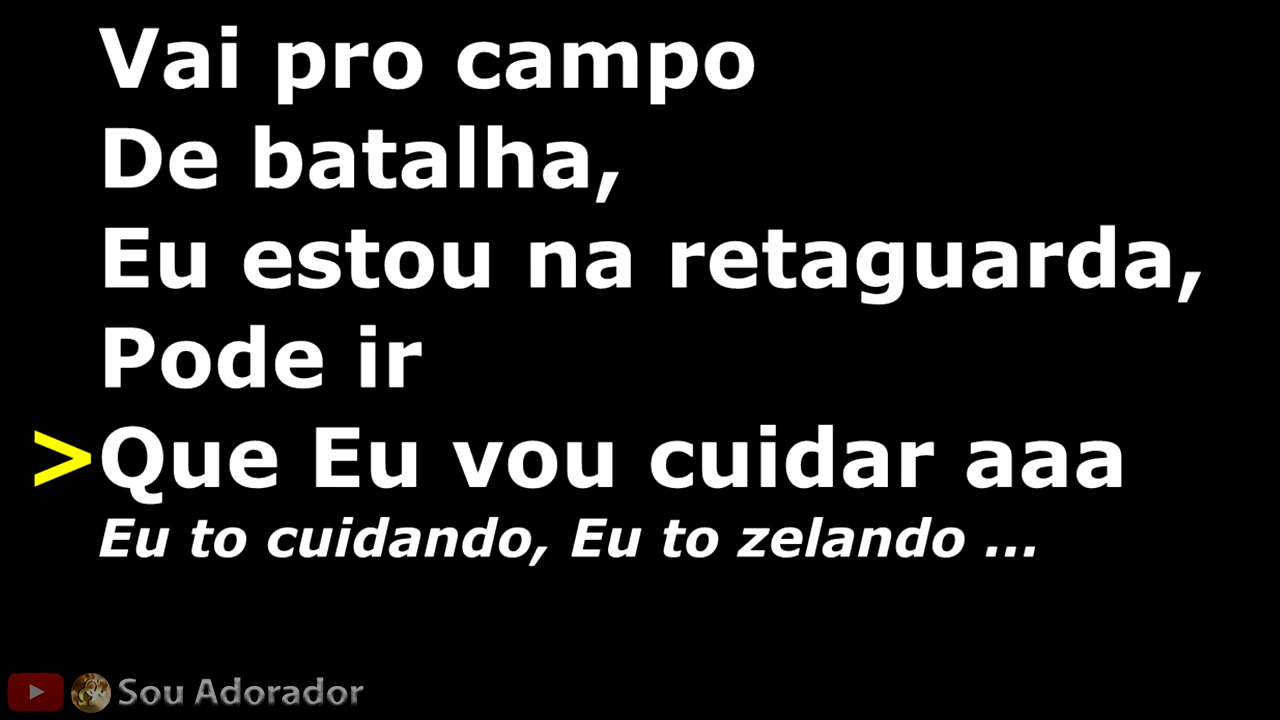 Vai pro campo
De batalha,
Eu estou na retaguarda,
Pode ir
>Que Eu vou cuidar aaa
Eu to cuidando, Eu to zelando ...
Sou Adorador